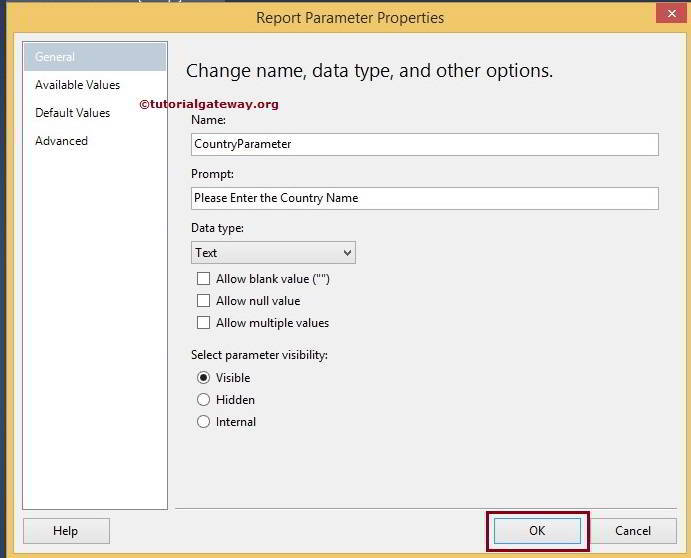 Report Parameter Properties
General
Available Values
Default Values
Advanced
Change name, data type, and other options.
©tutorialgateway.org
Name:
CountryParameter
Prompt:
Please Enter the Country Name
Data type:
Text
Allow blank value ("")
Allow null value
Allow multiple values
Select parameter visibility:
Visible
Hidden
Internal
Help
OK
Cancel